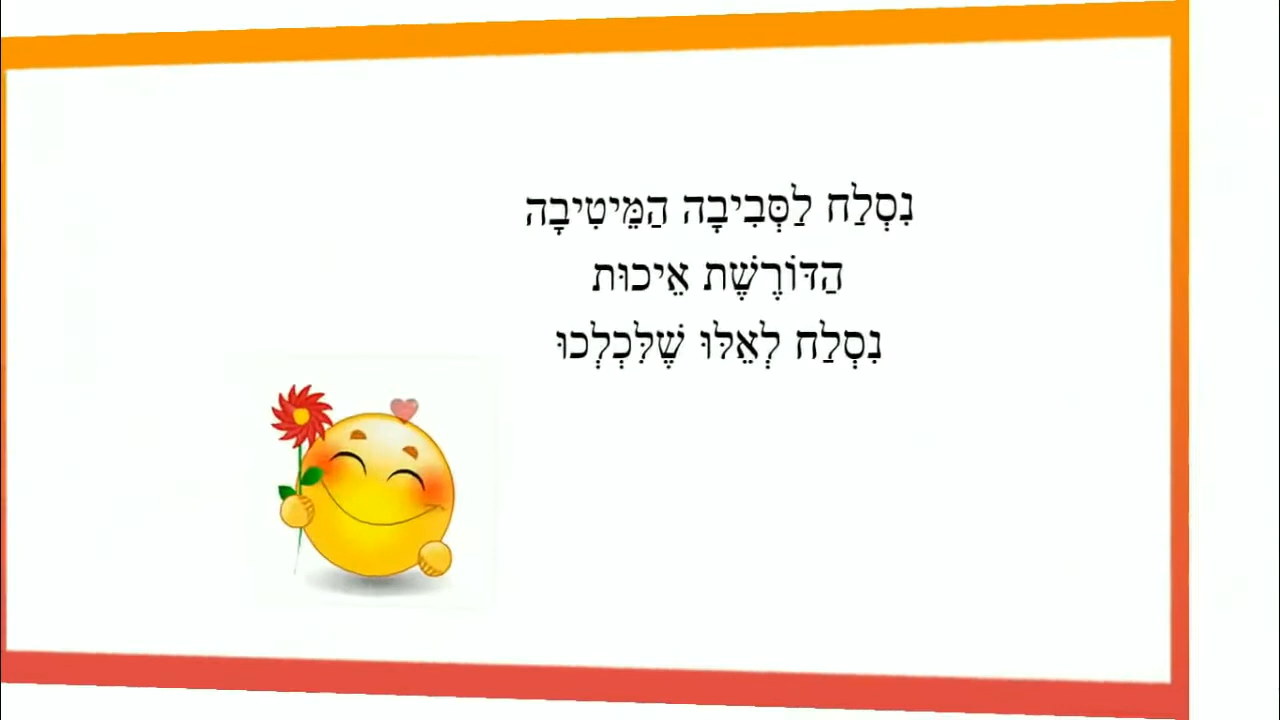 נִסְלַח לַסְּבִיבָה הַמֵּיטִיבָה
הַדּוֹרֶשֶׁת אֵיכוּת
נִסְלַח לְאֵלּוּ שֶׁלִּכְלְכוּ